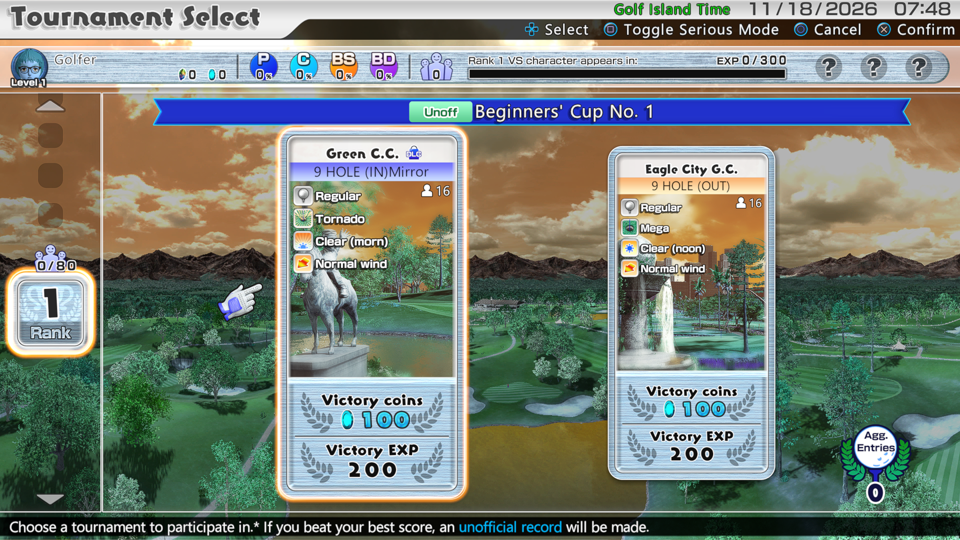 Tournament Select
Golf Island Time 11/18/2026 07:48
Select Toggle Serious Mode Cancel Confirm
Golfer
Level 1
0 0
P 0 C 0 BS 0 BD 0
0
Rank 1 VS character appears in: EXP 0/300
? ? ?
Unoff Beginners' Cup No. 1
Green C.C. DLC
9 HOLE (IN)Mirror
16
Regular
Tornado
Clear (morn)
Normal wind
Victory coins
100
Victory EXP
200
Eagle City G.C.
9 HOLE (OUT)
16
Regular
Mega
Clear (noon)
Normal wind
Victory coins
100
Victory EXP
200
0/80
1
Rank
Agg.
Entries
0
Choose a tournament to participate in.* If you beat your best score, an unofficial record will be made.